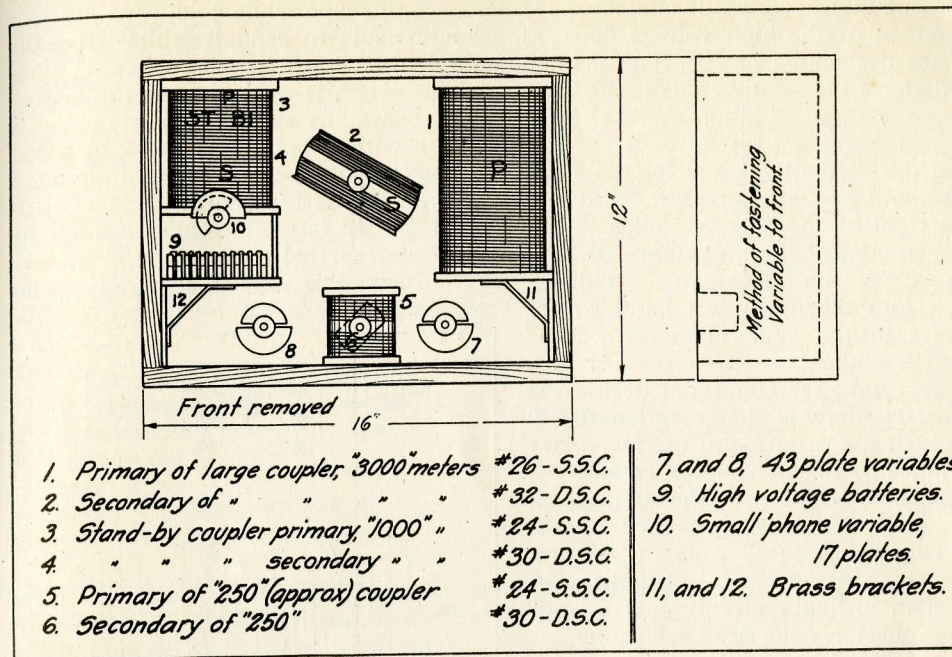 P
ST BI
S
3
4
2
S
1
P
10
9
12
11
5
6
8
7
12"
Method of fastening
Variable to front
Front removed
16"
1. Primary of large coupler, "3000" meters #26-S.S.C.
2. Secondary of " " " " #32-D.S.C.
3. Stand-by coupler primary, "1000" " #24-S.S.C.
4. " " " secondary " " #30-D.S.C.
5. Primary of "250" (approx) coupler #24-S.S.C.
6. Secondary of "250" #30-D.S.C.
7, and 8, 43 plate variables
9. High voltage batteries.
10. Small 'phone variable,
17 plates.
11, and 12. Brass brackets.